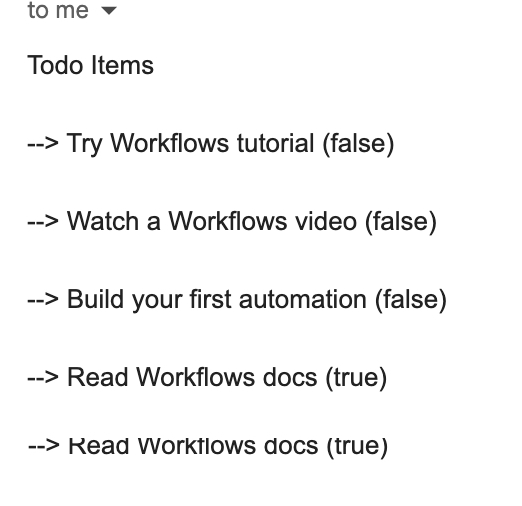 to me
Todo Items
--> Try Workflows tutorial (false)
--> Watch a Workflows video (false)
--> Build your first automation (false)
--> Read Workflows docs (true)
--> Read Workflows docs (true)